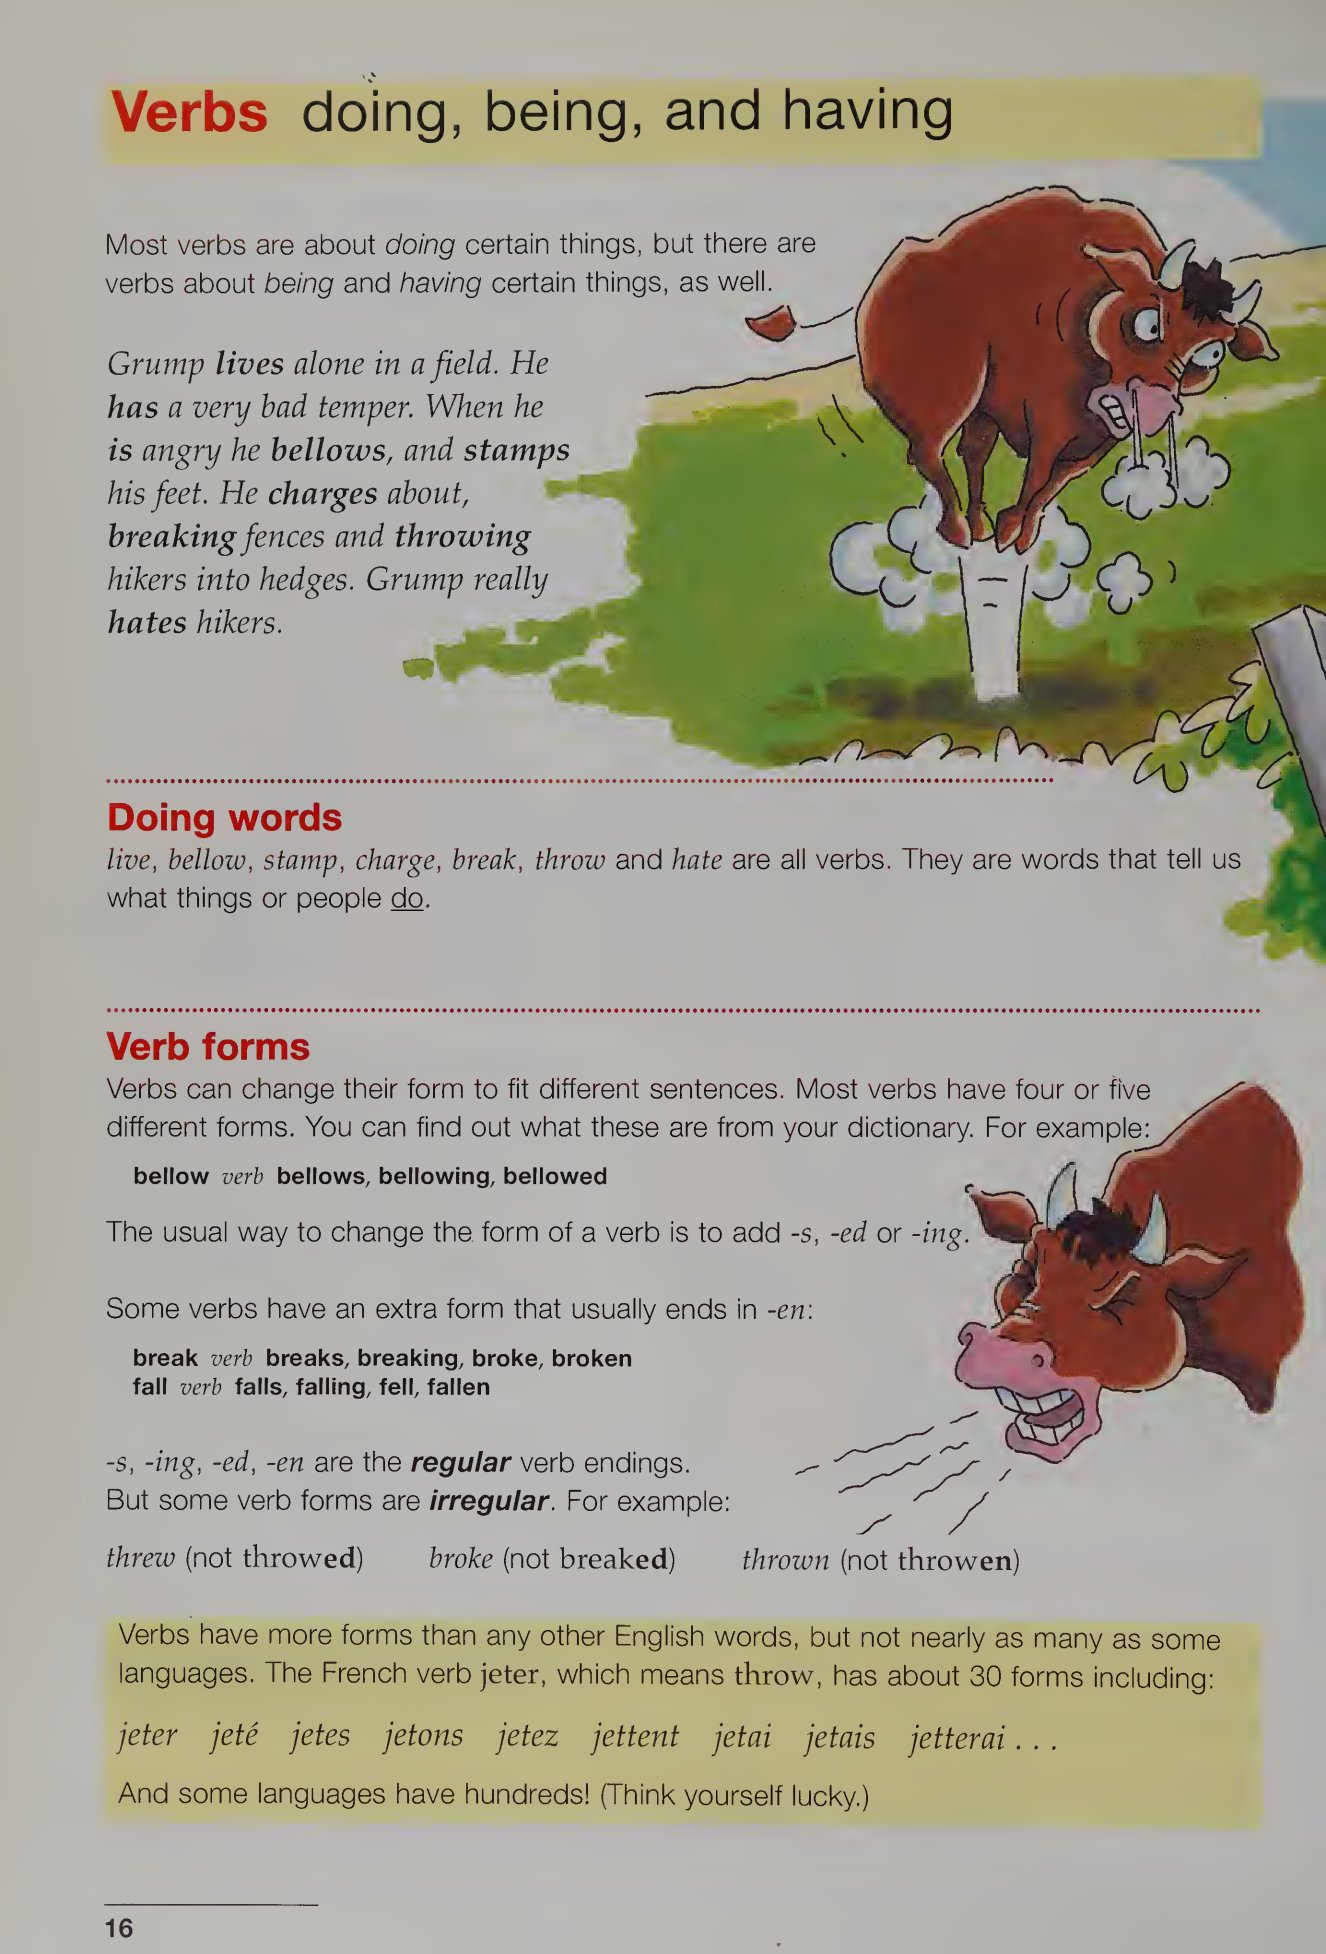 Verbs doing, being, and having
Most verbs are about doing certain things, but there are
verbs about being and having certain things, as well.
Grump lives alone in a field. He
has a very bad temper. When he
is angry he bellows, and stamps
his feet. He charges about,
breaking fences and throwing
hikers into hedges. Grump really
hates hikers.
Doing words
live, bellow, stamp, charge, break, throw and hate are all verbs. They are words that tell us
what things or people do.
Verb forms
Verbs can change their form to fit different sentences. Most verbs have four or five
different forms. You can find out what these are from your dictionary. For example:
bellow verb bellows, bellowing, bellowed
The usual way to change the form of a verb is to add -s, -ed or -ing.
Some verbs have an extra form that usually ends in -en:
break verb breaks, breaking, broke, broken
fall verb falls, falling, fell, fallen
-s, -ing, -ed, -en are the regular verb endings.
But some verb forms are irregular. For example:
threw (not throwed) broke (not breaked) thrown (not throwen)
Verbs have more forms than any other English words, but not nearly as many as some
languages. The French verb jeter, which means throw, has about 30 forms including:
jeter jeté jetes jetons jetez jettent jetai jetais jetterai . . .
And some languages have hundreds! (Think yourself lucky.)
16